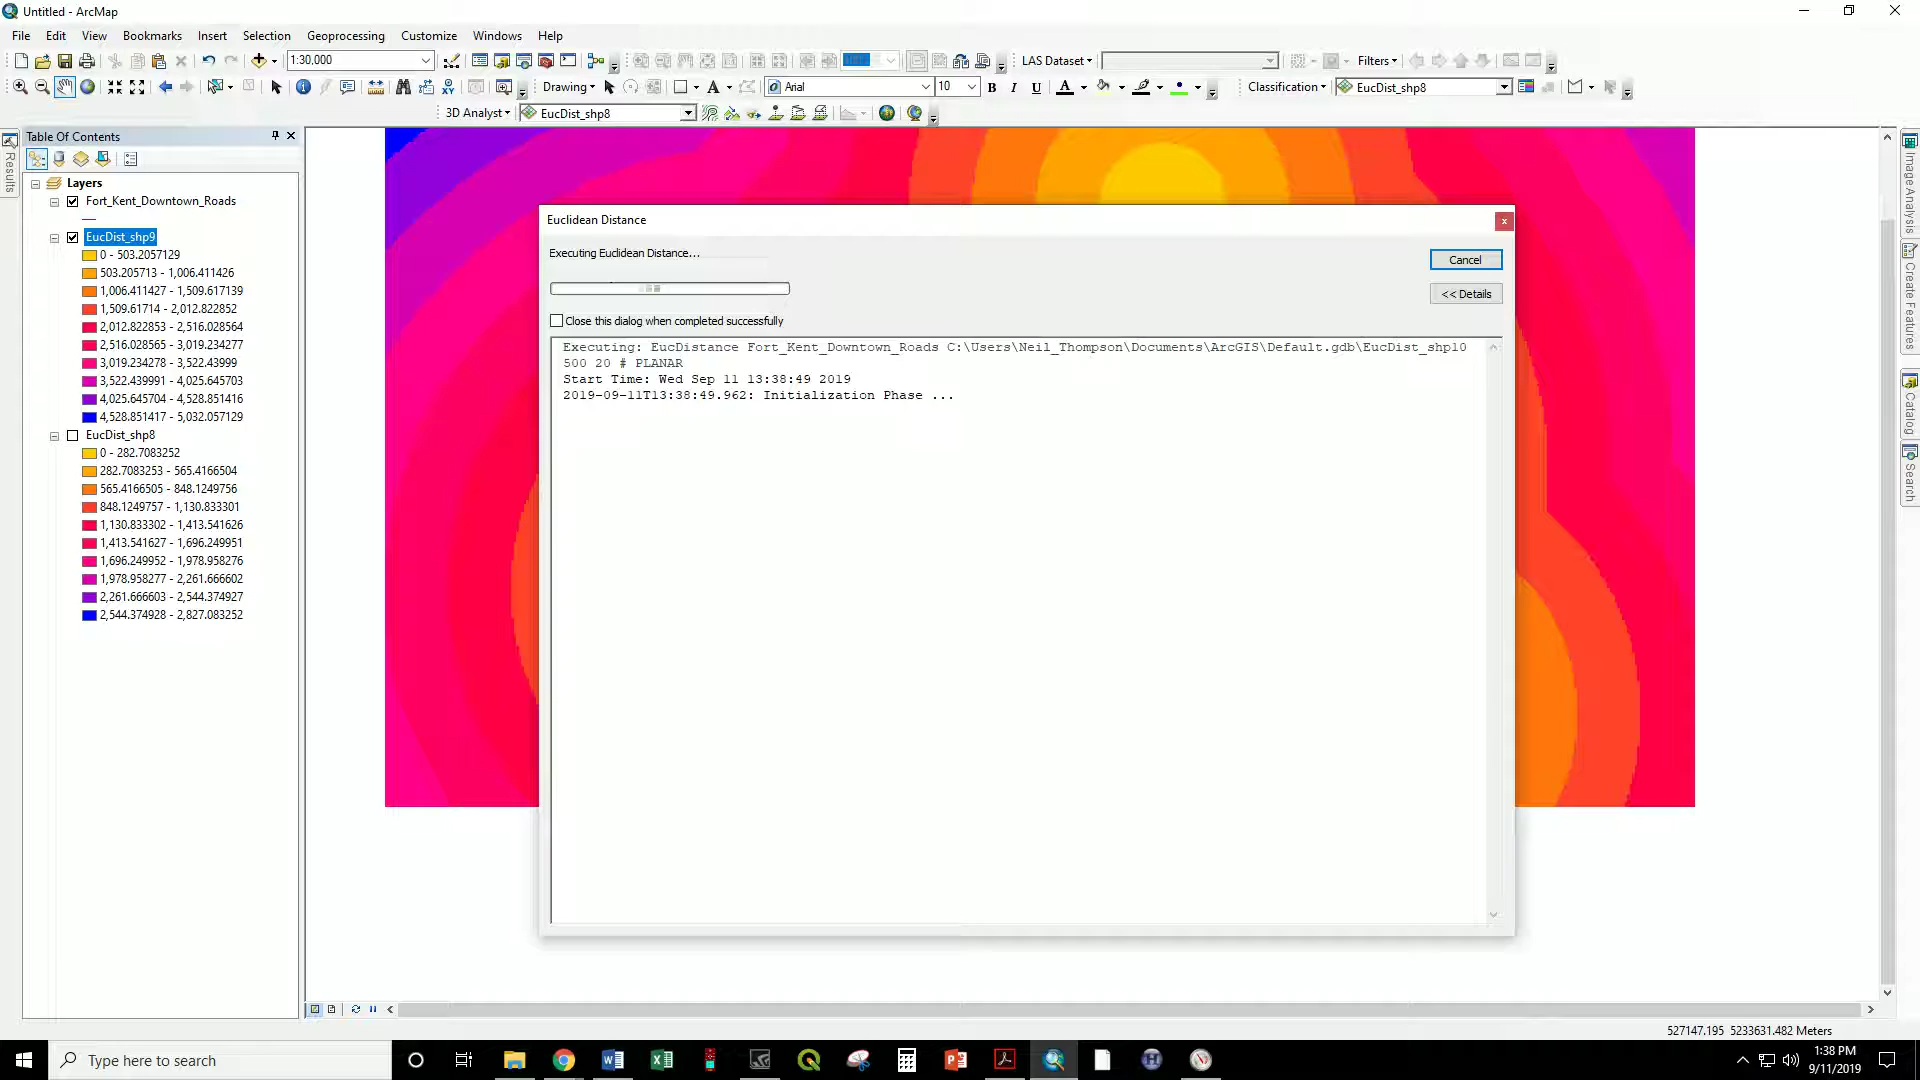 Untitled - ArcMap
File Edit View Bookmarks Insert Selection Geoprocessing Customize Windows Help
1:30,000
LAS Dataset
Filters
Drawing
Arial
10
B I U A
Classification
EucDist_shp8
3D Analyst
EucDist_shp8
Table Of Contents
Results
Layers
Fort_Kent_Downtown_Roads
EucDist_shp9
0 - 503.2057129
503.205713 - 1,006.411426
1,006.411427 - 1,509.617139
1,509.61714 - 2,012.822852
2,012.822853 - 2,516.028564
2,516.028565 - 3,019.234277
3,019.234278 - 3,522.43999
3,522.439991 - 4,025.645703
4,025.645704 - 4,528.851416
4,528.851417 - 5,032.057129
EucDist_shp8
0 - 282.7083252
282.7083253 - 565.4166504
565.4166505 - 848.1249756
848.1249757 - 1,130.833301
1,130.833302 - 1,413.541626
1,413.541627 - 1,696.249951
1,696.249952 - 1,978.958276
1,978.958277 - 2,261.666602
2,261.666603 - 2,544.374927
2,544.374928 - 2,827.083252
Euclidean Distance
Executing Euclidean Distance...
Cancel
<< Details
Close this dialog when completed successfully
Executing: EucDistance Fort_Kent_Downtown_Roads C:\Users\Neil_Thompson\Documents\ArcGIS\Default.gdb\EucDist_shp10
500 20 # PLANAR
Start Time: Wed Sep 11 13:38:49 2019
2019-09-11T13:38:49.962: Initialization Phase ...
Image Analysis
Create Features
Catalog
Search
527147.195 5233631.482 Meters
Type here to search
1:38 PM
9/11/2019